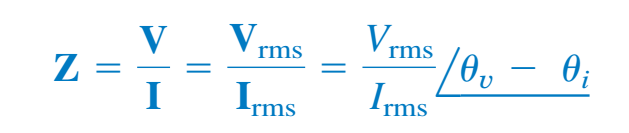 Z = V/I = V_rms/I_rms = V_rms/I_rms /θ_v − θ_i